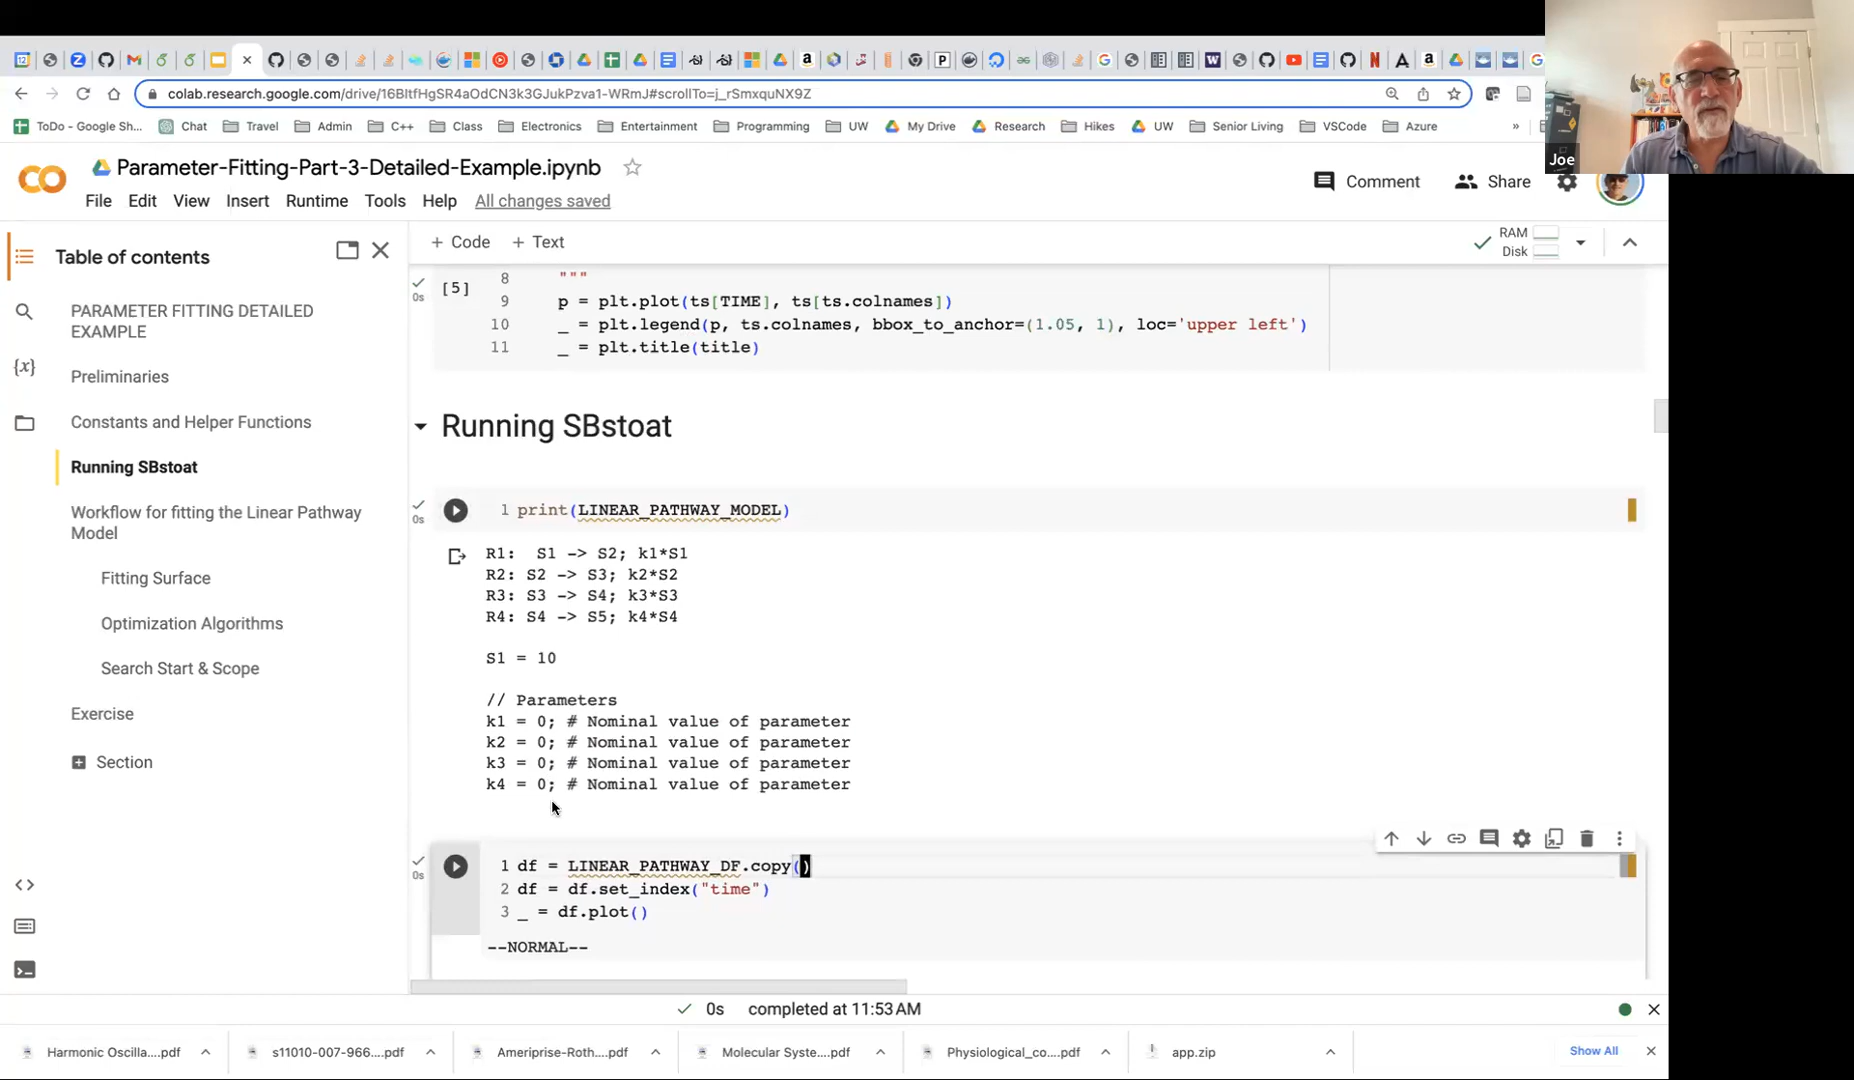 colab.research.google.com/drive/16BltfHgSR4aOdCN3k3GJukPzva1-WRmJ#scrollTo=j_rSmxquNX9Z
ToDo - Google Sh... Chat Travel Admin C++ Class Electronics Entertainment Programming UW My Drive Research Hikes UW Senior Living VSCode Azure »
Joe
Parameter-Fitting-Part-3-Detailed-Example.ipynb
Comment Share
File Edit View Insert Runtime Tools Help All changes saved
Table of contents
PARAMETER FITTING DETAILED
EXAMPLE
Preliminaries
Constants and Helper Functions
Running SBstoat
Workflow for fitting the Linear Pathway
Model
Fitting Surface
Optimization Algorithms
Search Start & Scope
Exercise
Section
+ Code + Text
RAM
Disk
[5]
0s
8 """
9 p = plt.plot(ts[TIME], ts[ts.colnames])
10 _ = plt.legend(p, ts.colnames, bbox_to_anchor=(1.05, 1), loc='upper left')
11 _ = plt.title(title)
Running SBstoat
0s
1 print(LINEAR_PATHWAY_MODEL)
R1:  S1 -> S2; k1*S1
R2: S2 -> S3; k2*S2
R3: S3 -> S4; k3*S3
R4: S4 -> S5; k4*S4
S1 = 10
// Parameters
k1 = 0; # Nominal value of parameter
k2 = 0; # Nominal value of parameter
k3 = 0; # Nominal value of parameter
k4 = 0; # Nominal value of parameter
0s
1 df = LINEAR_PATHWAY_DF.copy()
2 df = df.set_index("time")
3 _ = df.plot()
--NORMAL--
0s completed at 11:53 AM
Harmonic Oscilla....pdf s11010-007-966....pdf Ameriprise-Roth....pdf Molecular Syste....pdf Physiological_co....pdf app.zip Show All